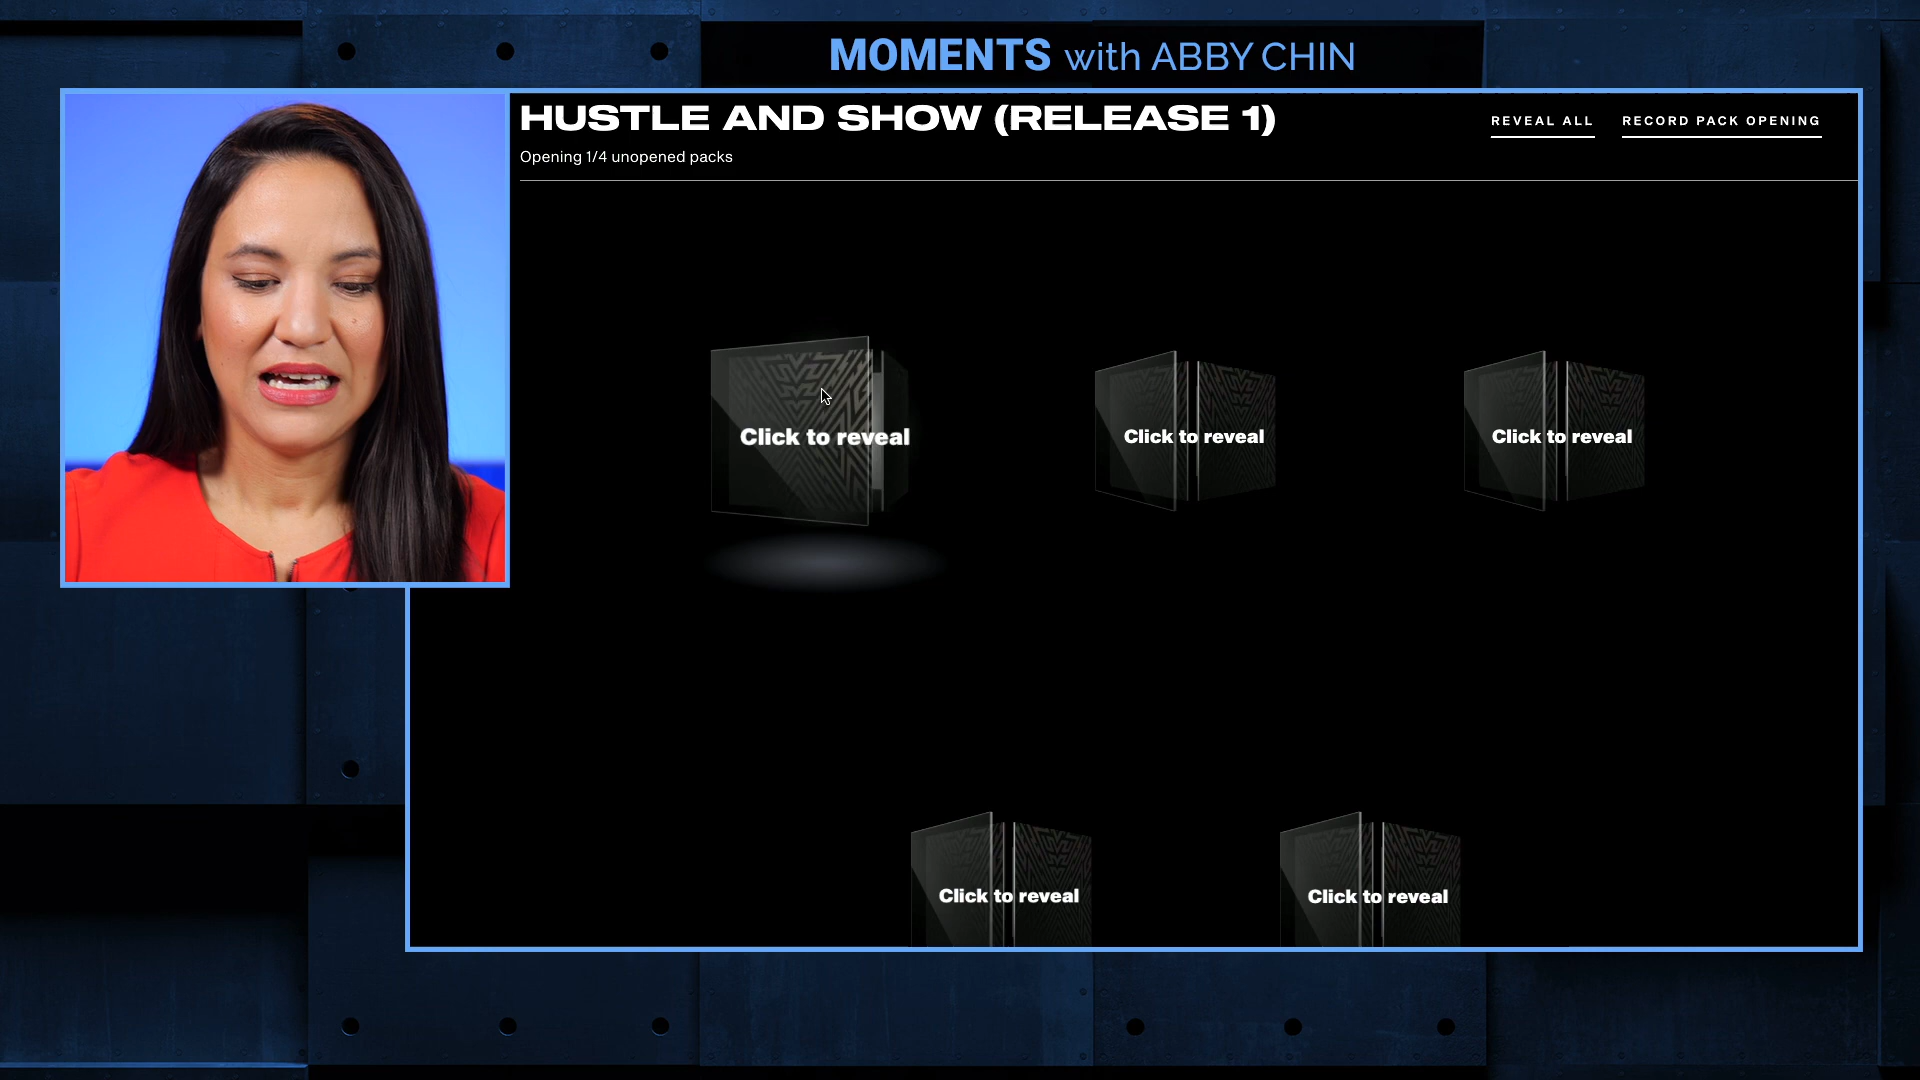 MOMENTS with ABBY CHIN
HUSTLE AND SHOW (RELEASE 1)
REVEAL ALL
RECORD PACK OPENING
Opening 1/4 unopened packs
Click to reveal
Click to reveal
Click to reveal
Click to reveal
Click to reveal